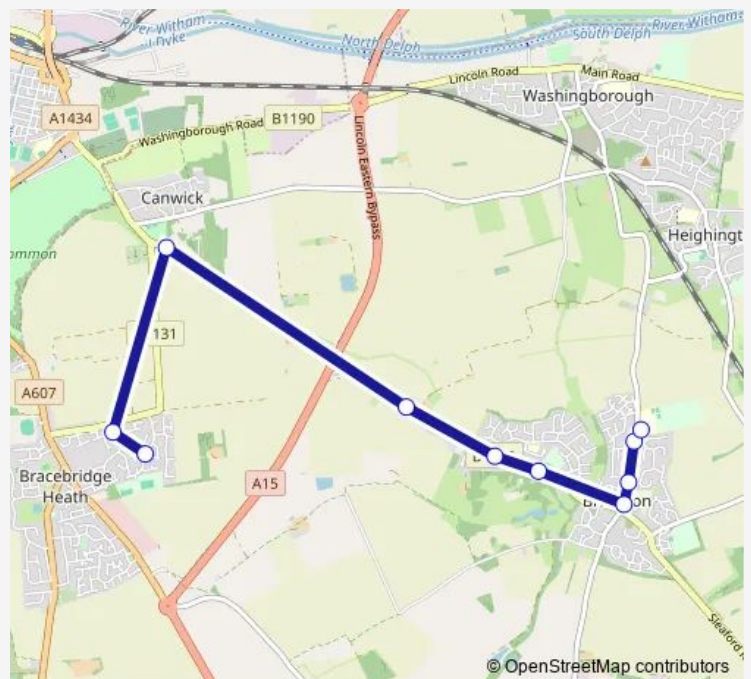 River Witham
River Witham
North Delph
South Delph
Lincoln Road
Main Road
Washingborough
A1434
B1190
Washingborough Road
Lincoln Eastern Bypass
Canwick
Heighingt
ommon
131
A607
Bracebridge
Heath
A15
Sleaford
© OpenStreetMap contributors